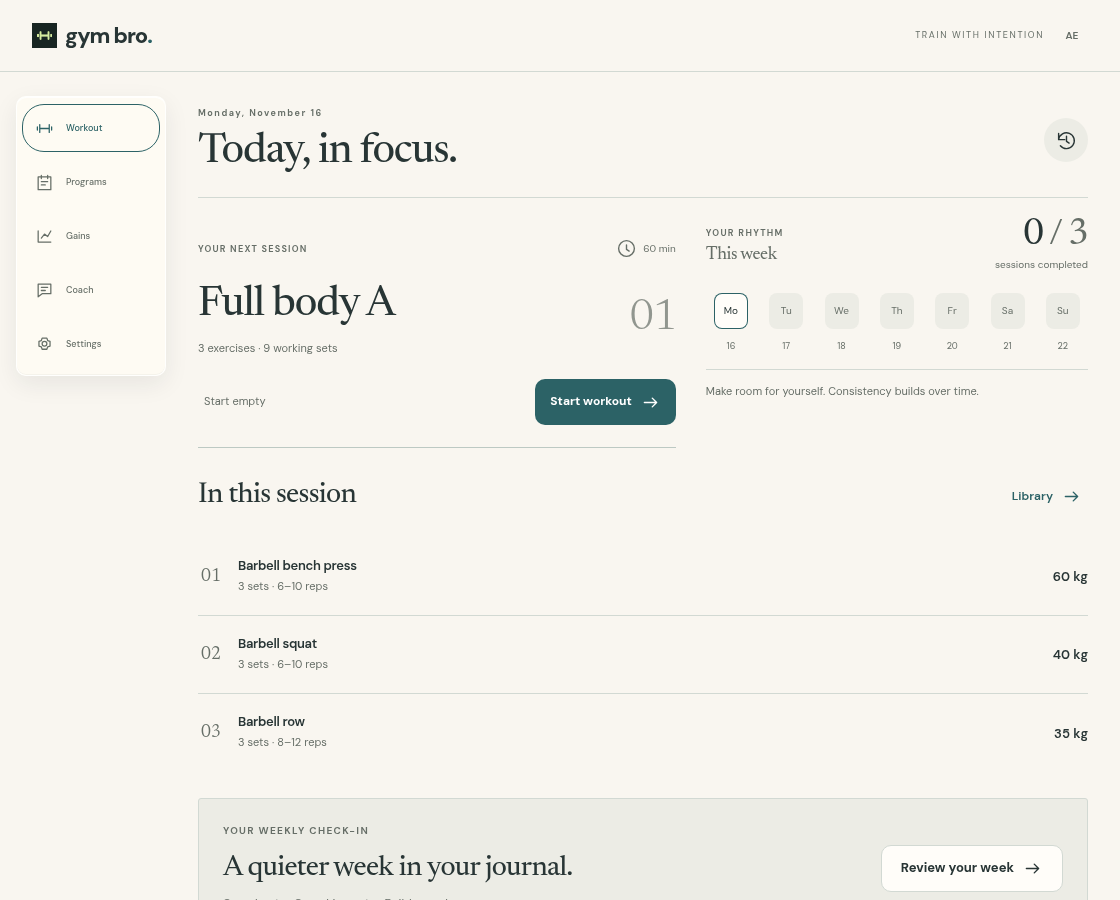 gym bro.
TRAIN WITH INTENTION
AE
Workout
Programs
Gains
Coach
Settings
Monday, November 16
Today, in focus.
YOUR NEXT SESSION
60 min
Full body A
01
3 exercises · 9 working sets
Start empty
Start workout
YOUR RHYTHM
This week
0 / 3
sessions completed
Mo Tu We Th Fr Sa Su
16 17 18 19 20 21 22
Make room for yourself. Consistency builds over time.
In this session
Library
01
Barbell bench press
3 sets · 6–10 reps
60 kg
02
Barbell squat
3 sets · 6–10 reps
40 kg
03
Barbell row
3 sets · 8–12 reps
35 kg
YOUR WEEKLY CHECK-IN
A quieter week in your journal.
Review your week